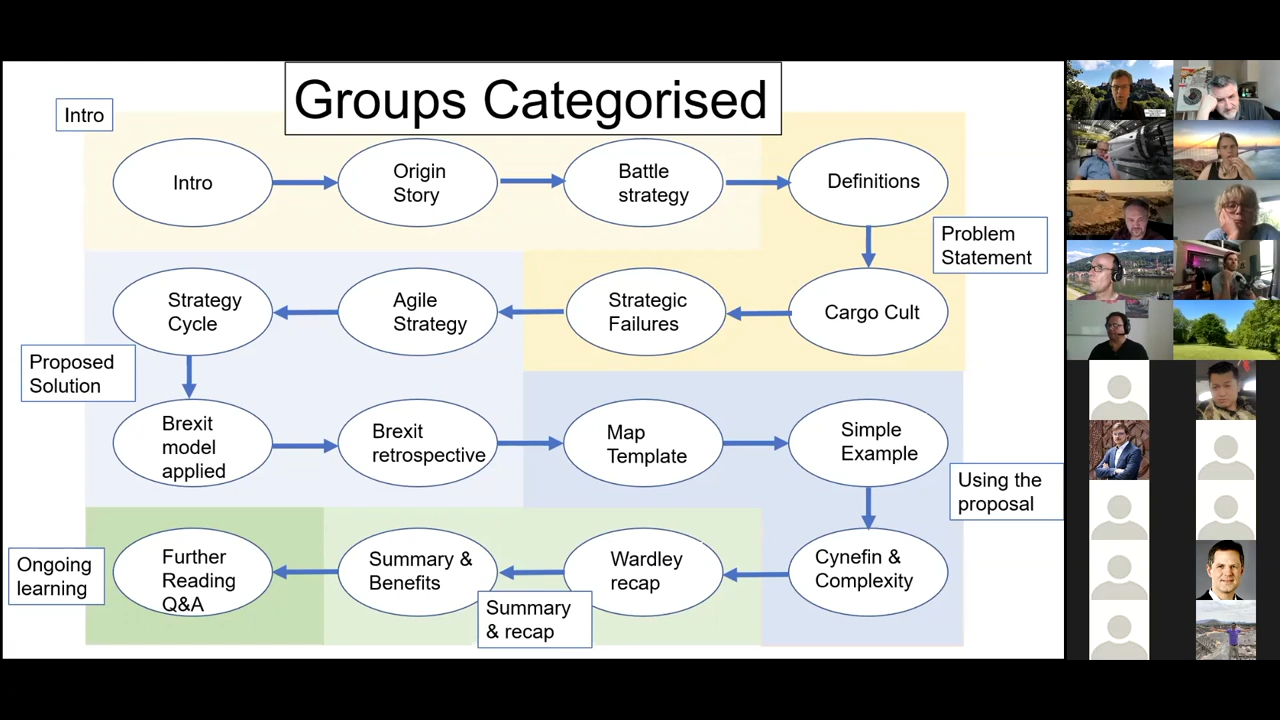 Groups Categorised
Intro
Intro
Origin
Story
Battle
strategy
Definitions
Problem
Statement
Cargo Cult
Strategic
Failures
Agile
Strategy
Strategy
Cycle
Proposed
Solution
Brexit
model
applied
Brexit
retrospective
Map
Template
Simple
Example
Using the
proposal
Cynefin &
Complexity
Wardley
recap
Summary
& recap
Summary &
Benefits
Further
Reading
Q&A
Ongoing
learning